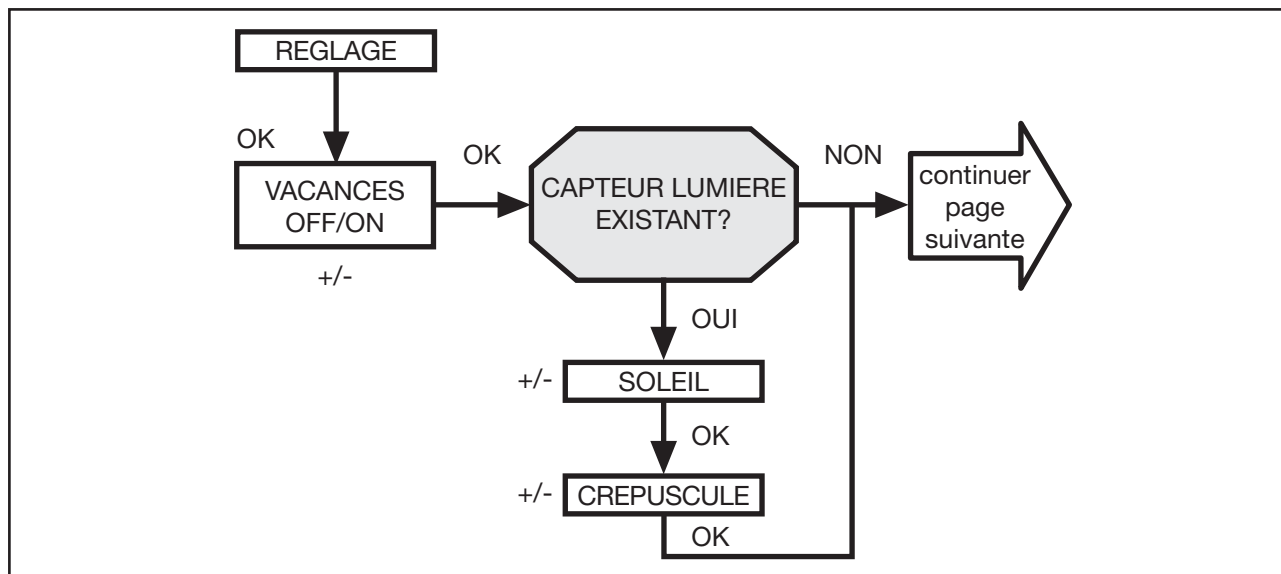 REGLAGE
OK
VACANCES
OFF/ON
+/-
OK
CAPTEUR LUMIERE
EXISTANT?
NON
continuer
page
suivante
OUI
+/-
SOLEIL
OK
+/-
CREPUSCULE
OK